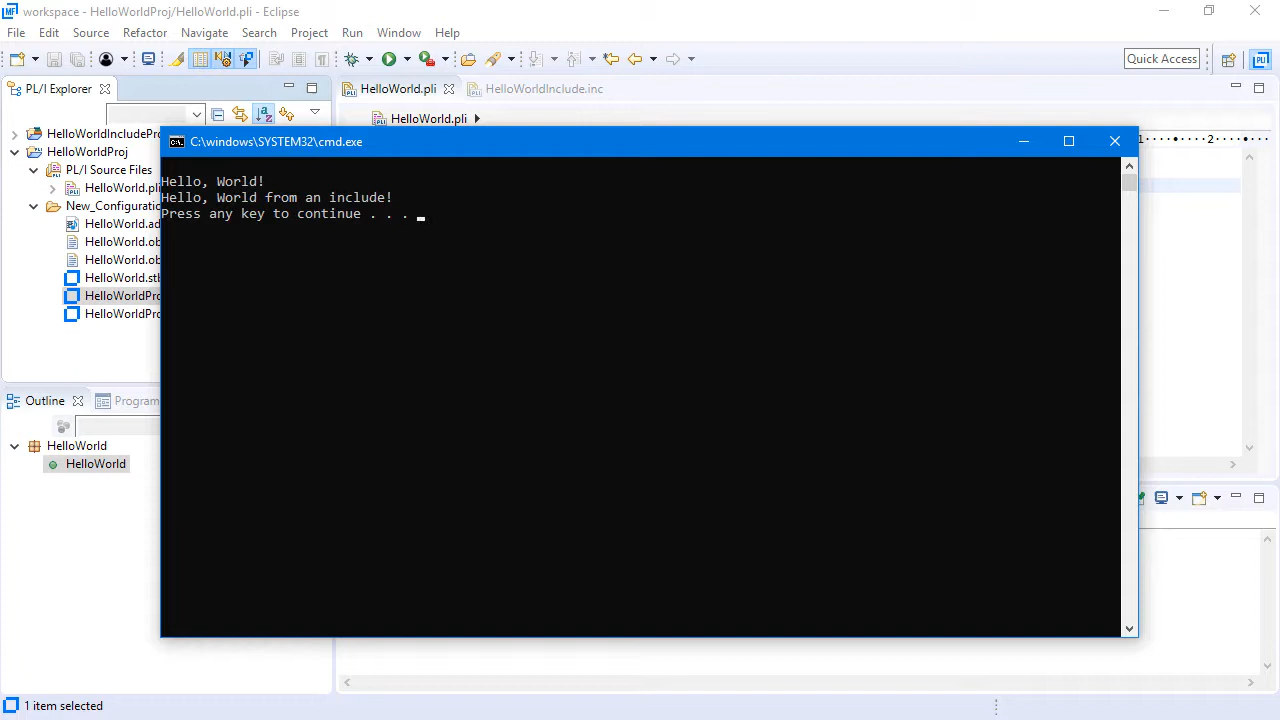 workspace - HelloWorldProj/HelloWorld.pli - Eclipse
File Edit Source Refactor Navigate Search Project Run Window Help
Quick Access
PL/I Explorer
HelloWorld.pli
HelloWorldInclude.inc
HelloWorld.pli
HelloWorldIncludePro
HelloWorldProj
PL/I Source Files
HelloWorld.pli
New_Configuratio
HelloWorld.ad
HelloWorld.ob
HelloWorld.ob
HelloWorld.stb
HelloWorldPro
HelloWorldPro
Outline
Program
HelloWorld
HelloWorld
C:\windows\SYSTEM32\cmd.exe
Hello, World!
Hello, World from an include!
Press any key to continue . . .
1 item selected